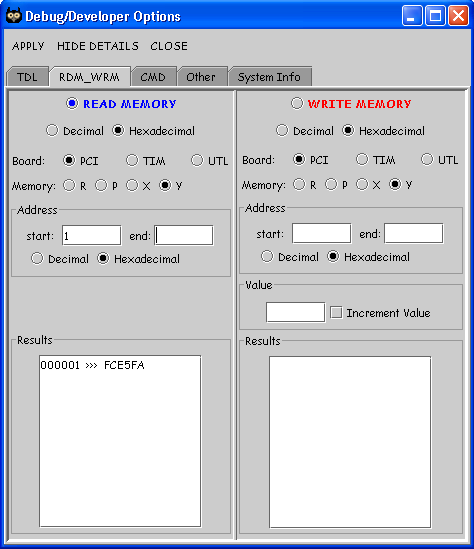 Debug/Developer Options
APPLY HIDE DETAILS CLOSE
TDL RDM_WRM CMD Other System Info
READ MEMORY
Decimal Hexadecimal
Board: PCI TIM UTL
Memory: R P X Y
Address
start: 1 end:
Decimal Hexadecimal
Results
000001 >>> FCE5FA
WRITE MEMORY
Decimal Hexadecimal
Board: PCI TIM UTL
Memory: R P X Y
Address
start: end:
Decimal Hexadecimal
Value
Increment Value
Results